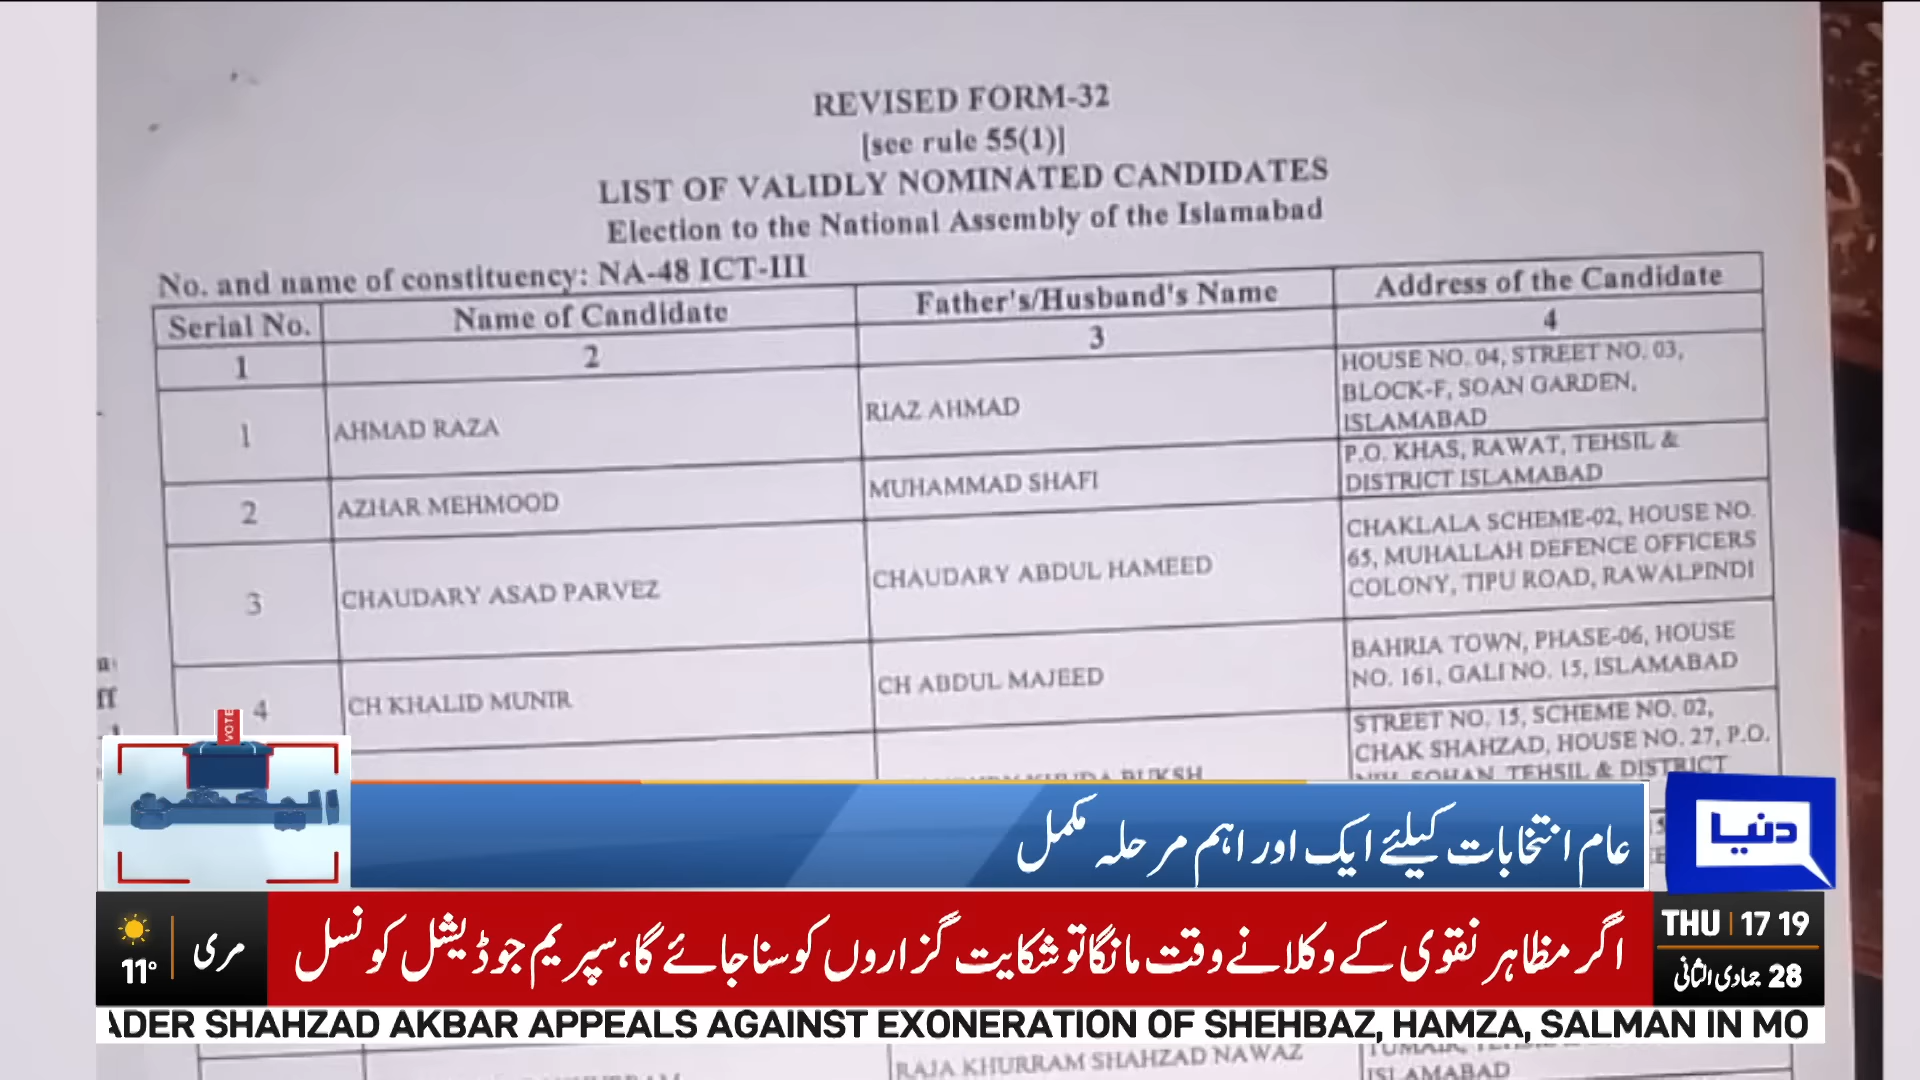 REVISED FORM-32
[see rule 55(1)]
LIST OF VALIDLY NOMINATED CANDIDATES
Election to the National Assembly of the Islamabad
No. and name of constituency: NA-48 ICT-III
Serial No. Name of Candidate Father's/Husband's Name Address of the Candidate
1 2 3 4
1 AHMAD RAZA RIAZ AHMAD HOUSE NO. 04, STREET NO. 03,
BLOCK-F, SOAN GARDEN,
ISLAMABAD
2 AZHAR MEHMOOD MUHAMMAD SHAFI P.O. KHAS, RAWAT, TEHSIL &
DISTRICT ISLAMABAD
3 CHAUDARY ASAD PARVEZ CHAUDARY ABDUL HAMEED CHAKLALA SCHEME-02, HOUSE NO.
65, MUHALLAH DEFENCE OFFICERS
COLONY, TIPU ROAD, RAWALPINDI
4 CH KHALID MUNIR CH ABDUL MAJEED BAHRIA TOWN, PHASE-06, HOUSE
NO. 161, GALI NO. 15, ISLAMABAD
STREET NO. 15, SCHEME NO. 02,
CHAK SHAHZAD, HOUSE NO. 27, P.O.
BUKSH SOHAN, TEHSIL & DISTRICT
VOTE
عام انتخابات کیلئے ایک اور اہم مرحلہ مکمل
دنیا
اگر مظاہر نقوی کے وکلا نے وقت مانگا تو شکایت گزاروں کو سنا جائے گا، سپریم جوڈیشل کونسل
مری
11°
THU 17 19
28 جمادی الثانی
ADER SHAHZAD AKBAR APPEALS AGAINST EXONERATION OF SHEHBAZ, HAMZA, SALMAN IN MO
RAJA KHURRAM SHAHZAD NAWAZ
ISLAMABAD